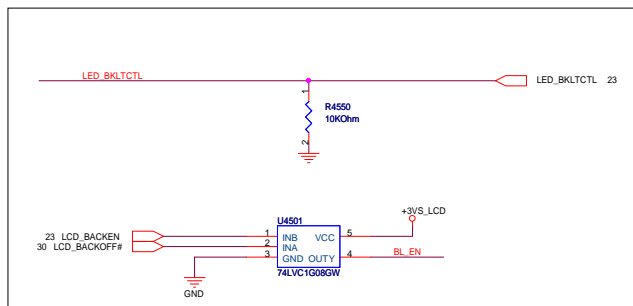 LED_BKLTCTL
LED_BKLTCTL 23
1
R4550
10KOhm
2
+3VS_LCD
U4501
23 LCD_BACKEN 1 INB VCC 5
30 LCD_BACKOFF# 2 INA
3 GND OUTY 4 BL_EN
74LVC1G08GW
GND